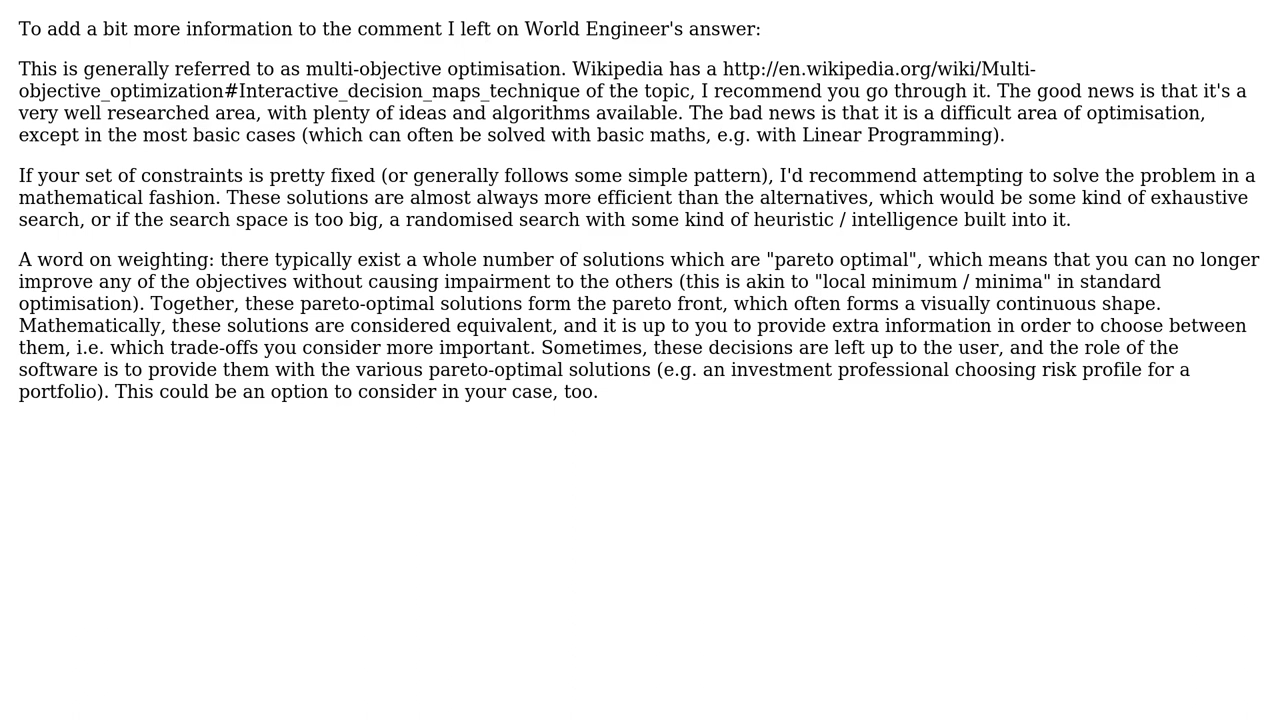 To add a bit more information to the comment I left on World Engineer's answer:
This is generally referred to as multi-objective optimisation. Wikipedia has a http://en.wikipedia.org/wiki/Multi-
objective_optimization#Interactive_decision_maps_technique of the topic, I recommend you go through it. The good news is that it's a
very well researched area, with plenty of ideas and algorithms available. The bad news is that it is a difficult area of optimisation,
except in the most basic cases (which can often be solved with basic maths, e.g. with Linear Programming).
If your set of constraints is pretty fixed (or generally follows some simple pattern), I'd recommend attempting to solve the problem in a
mathematical fashion. These solutions are almost always more efficient than the alternatives, which would be some kind of exhaustive
search, or if the search space is too big, a randomised search with some kind of heuristic / intelligence built into it.
A word on weighting: there typically exist a whole number of solutions which are "pareto optimal", which means that you can no longer
improve any of the objectives without causing impairment to the others (this is akin to "local minimum / minima" in standard
optimisation). Together, these pareto-optimal solutions form the pareto front, which often forms a visually continuous shape.
Mathematically, these solutions are considered equivalent, and it is up to you to provide extra information in order to choose between
them, i.e. which trade-offs you consider more important. Sometimes, these decisions are left up to the user, and the role of the
software is to provide them with the various pareto-optimal solutions (e.g. an investment professional choosing risk profile for a
portfolio). This could be an option to consider in your case, too.